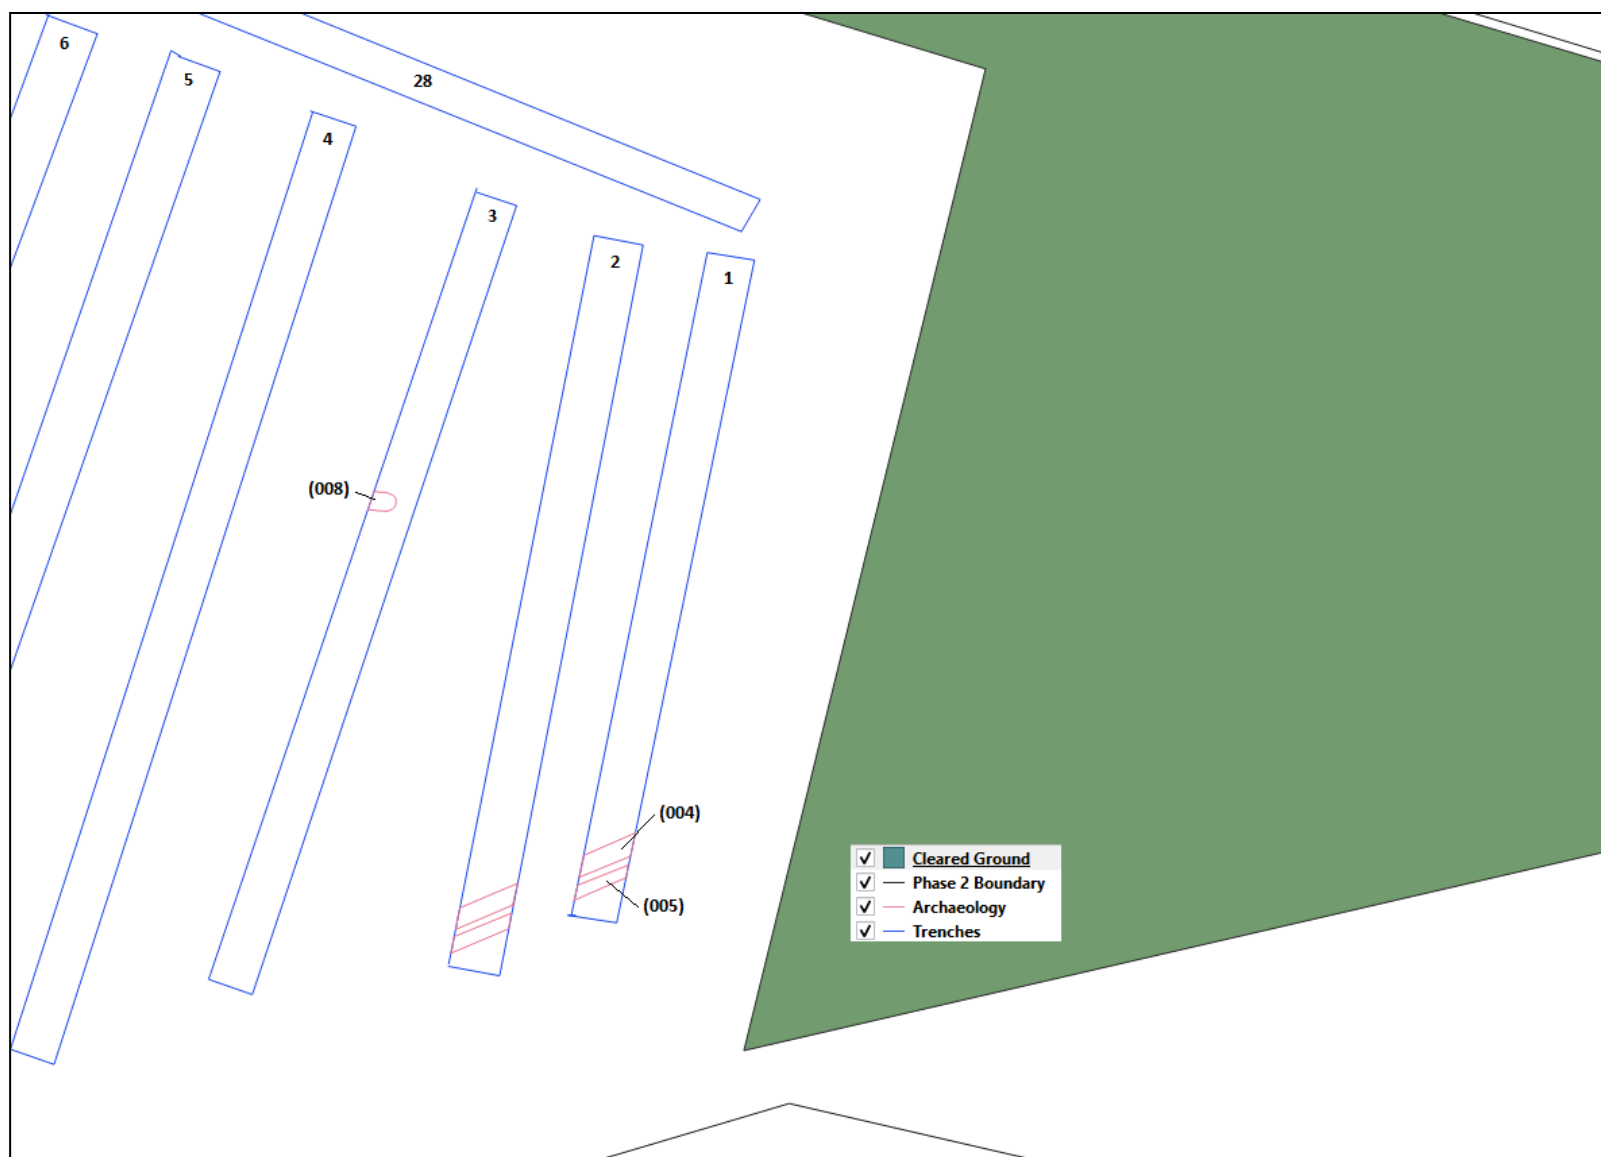 6
5
28
4
3
2
1
(008)
(004)
(005)
Cleared Ground
Phase 2 Boundary
Archaeology
Trenches